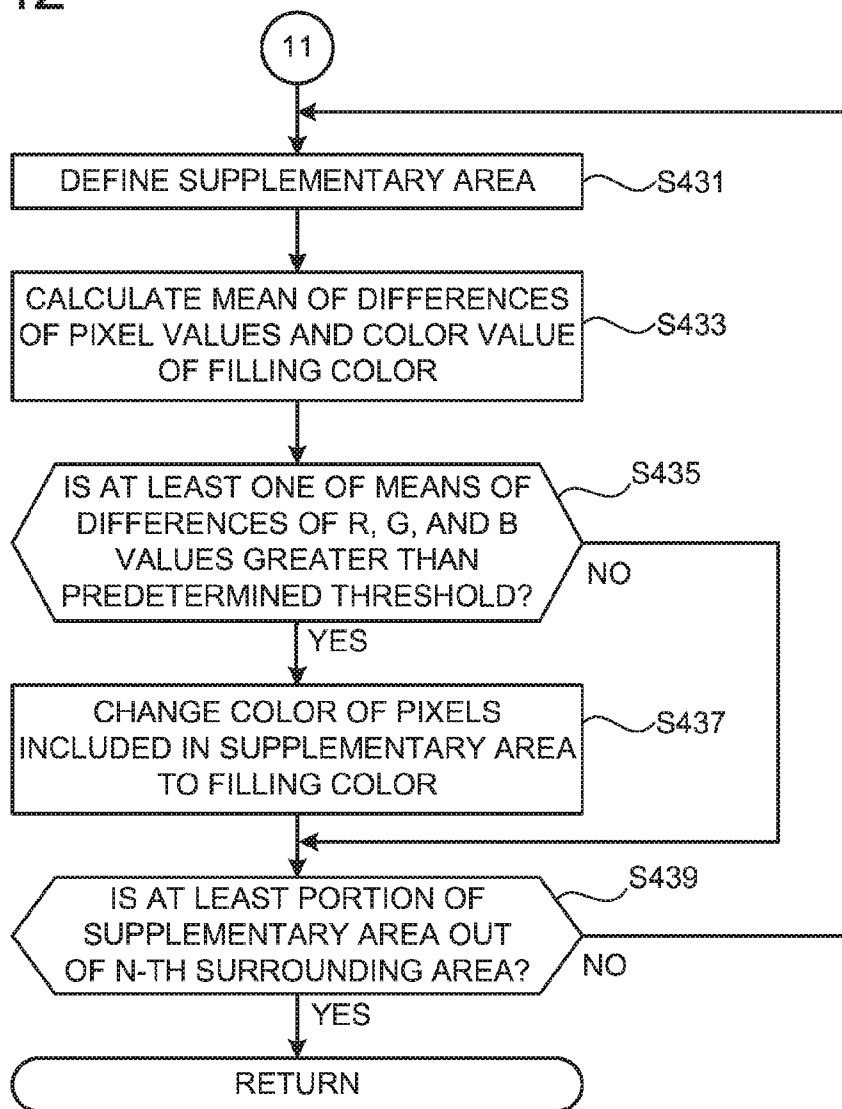 12
11
DEFINE SUPPLEMENTARY AREA
S431
CALCULATE MEAN OF DIFFERENCES
OF PIXEL VALUES AND COLOR VALUE
OF FILLING COLOR
S433
IS AT LEAST ONE OF MEANS OF
DIFFERENCES OF R, G, AND B
VALUES GREATER THAN
PREDETERMINED THRESHOLD?
S435
NO
YES
CHANGE COLOR OF PIXELS
INCLUDED IN SUPPLEMENTARY AREA
TO FILLING COLOR
S437
IS AT LEAST PORTION OF
SUPPLEMENTARY AREA OUT
OF N-TH SURROUNDING AREA?
S439
NO
YES
RETURN